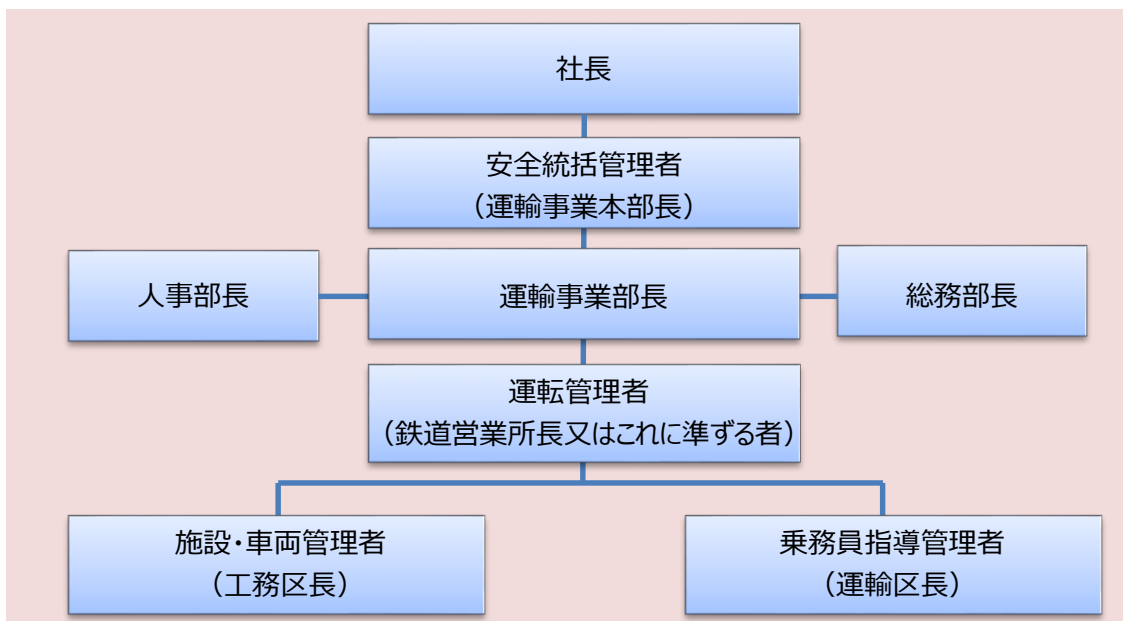 社長
安全統括管理者
（運輸事業本部長）
人事部長
運輸事業部長
総務部長
運転管理者
（鉄道営業所長又はこれに準ずる者）
施設・車両管理者
（工務区長）
乗務員指導管理者
（運輸区長）